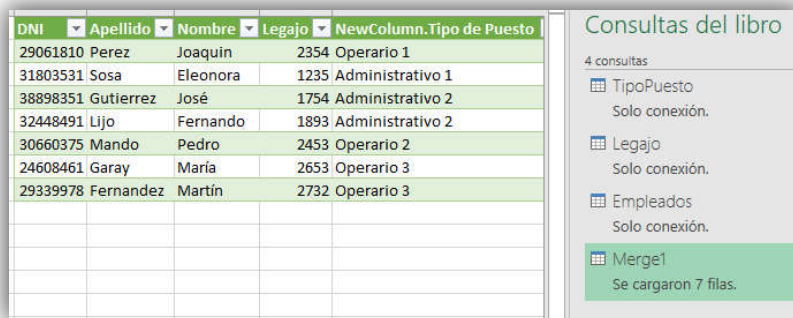 DNI Apellido Nombre Legajo NewColumn.Tipo de Puesto
29061810 Perez Joaquin 2354 Operario 1
31803531 Sosa Eleonora 1235 Administrativo 1
38898351 Gutierrez José 1754 Administrativo 2
32448491 Lijo Fernando 1893 Administrativo 2
30660375 Mando Pedro 2453 Operario 2
24608461 Garay María 2653 Operario 3
29339978 Fernandez Martín 2732 Operario 3
Consultas del libro
4 consultas
TipoPuesto
Solo conexión.
Legajo
Solo conexión.
Empleados
Solo conexión.
Merge1
Se cargaron 7 filas.